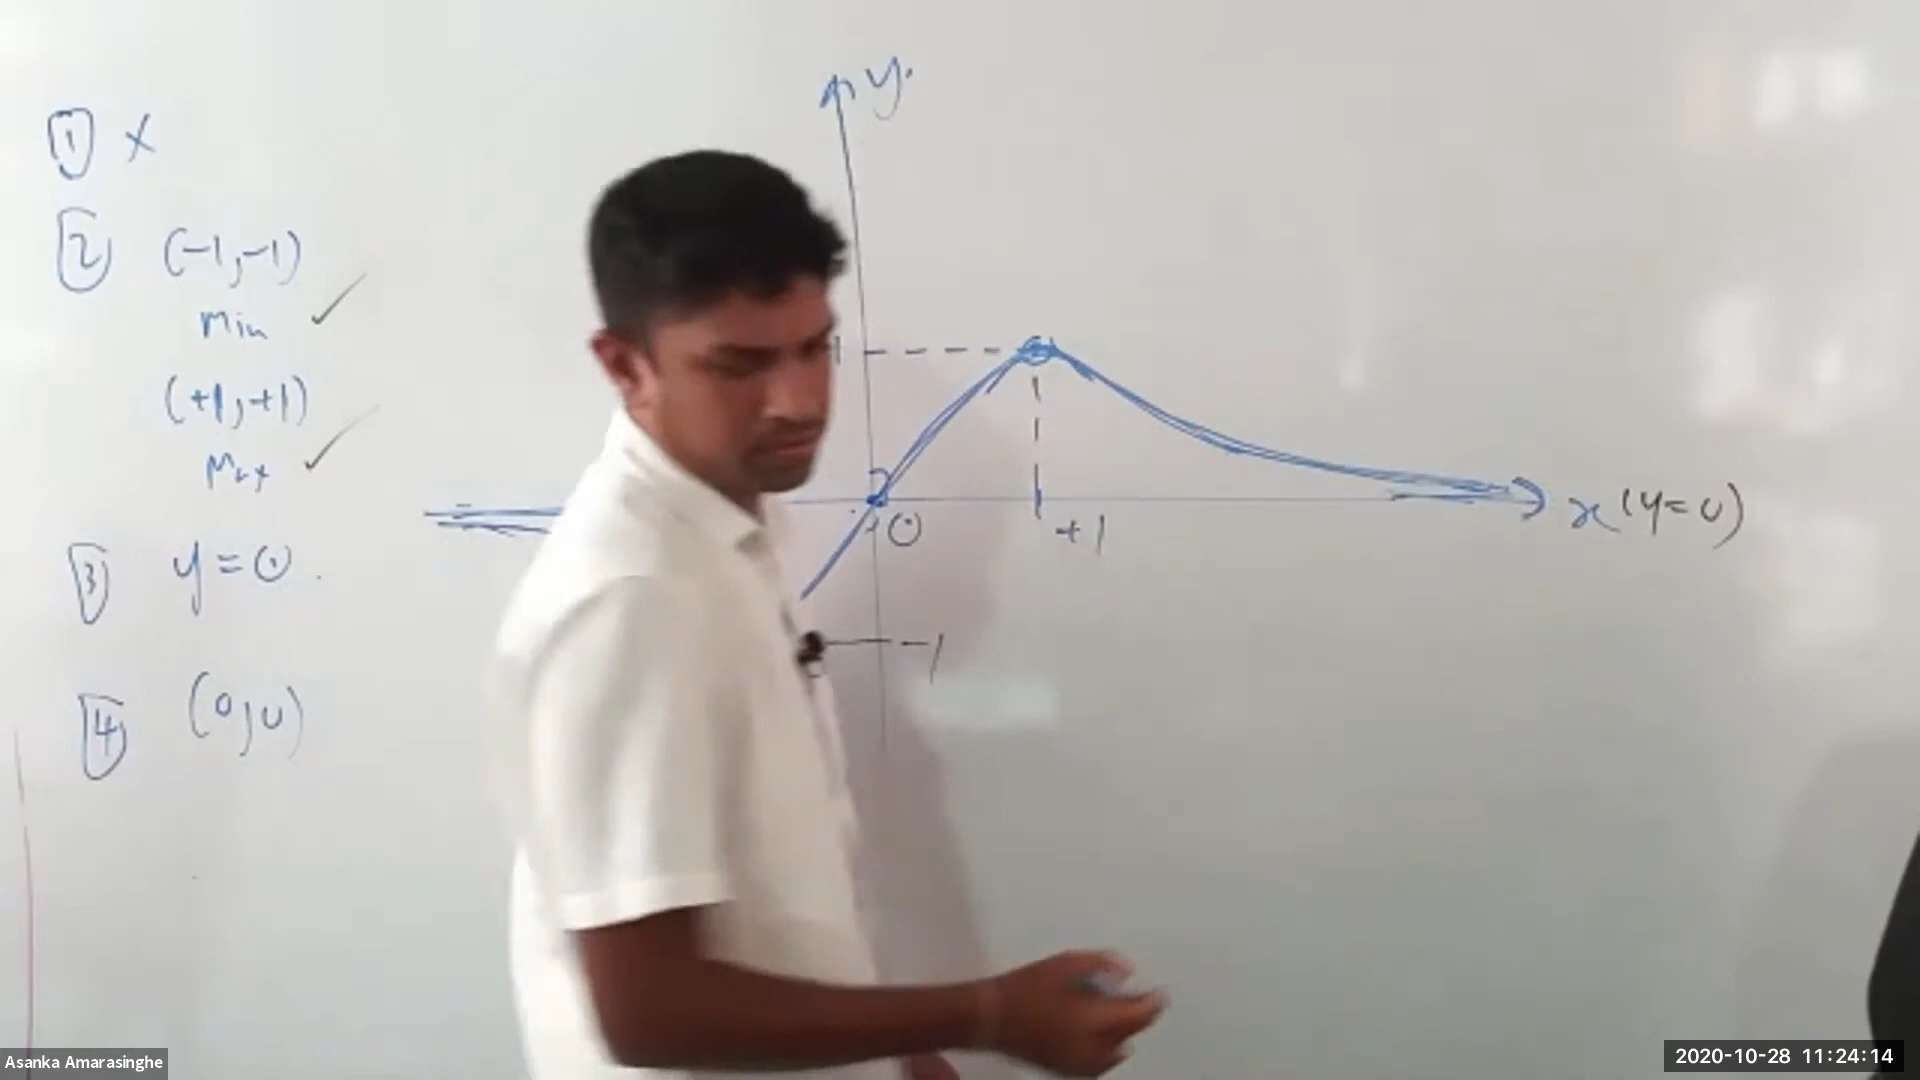 1 ×
2 (-1,-1)
Min ✓
(+1,+1)
Max ✓
3 y=0.
4 (0,0)
y
1
0
+1
x (y=0)
-1
Asanka Amarasinghe
2020-10-28 11:24:14